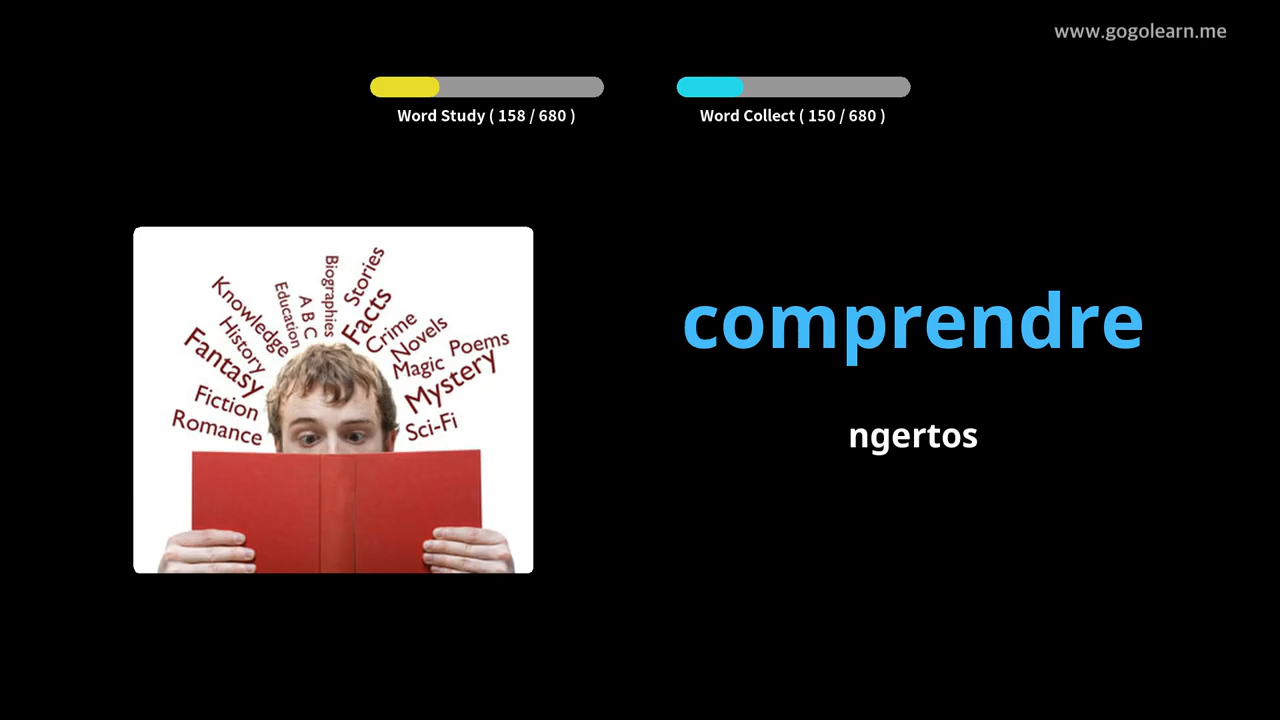 www.gogolearn.me
Word Study ( 158 / 680 )
Word Collect ( 150 / 680 )
Biographies
Stories
Education
A B C
Facts
Knowledge
Crime
History
Novels
Fantasy
Magic
Poems
Mystery
Fiction
Romance
Sci-Fi
comprendre
ngertos